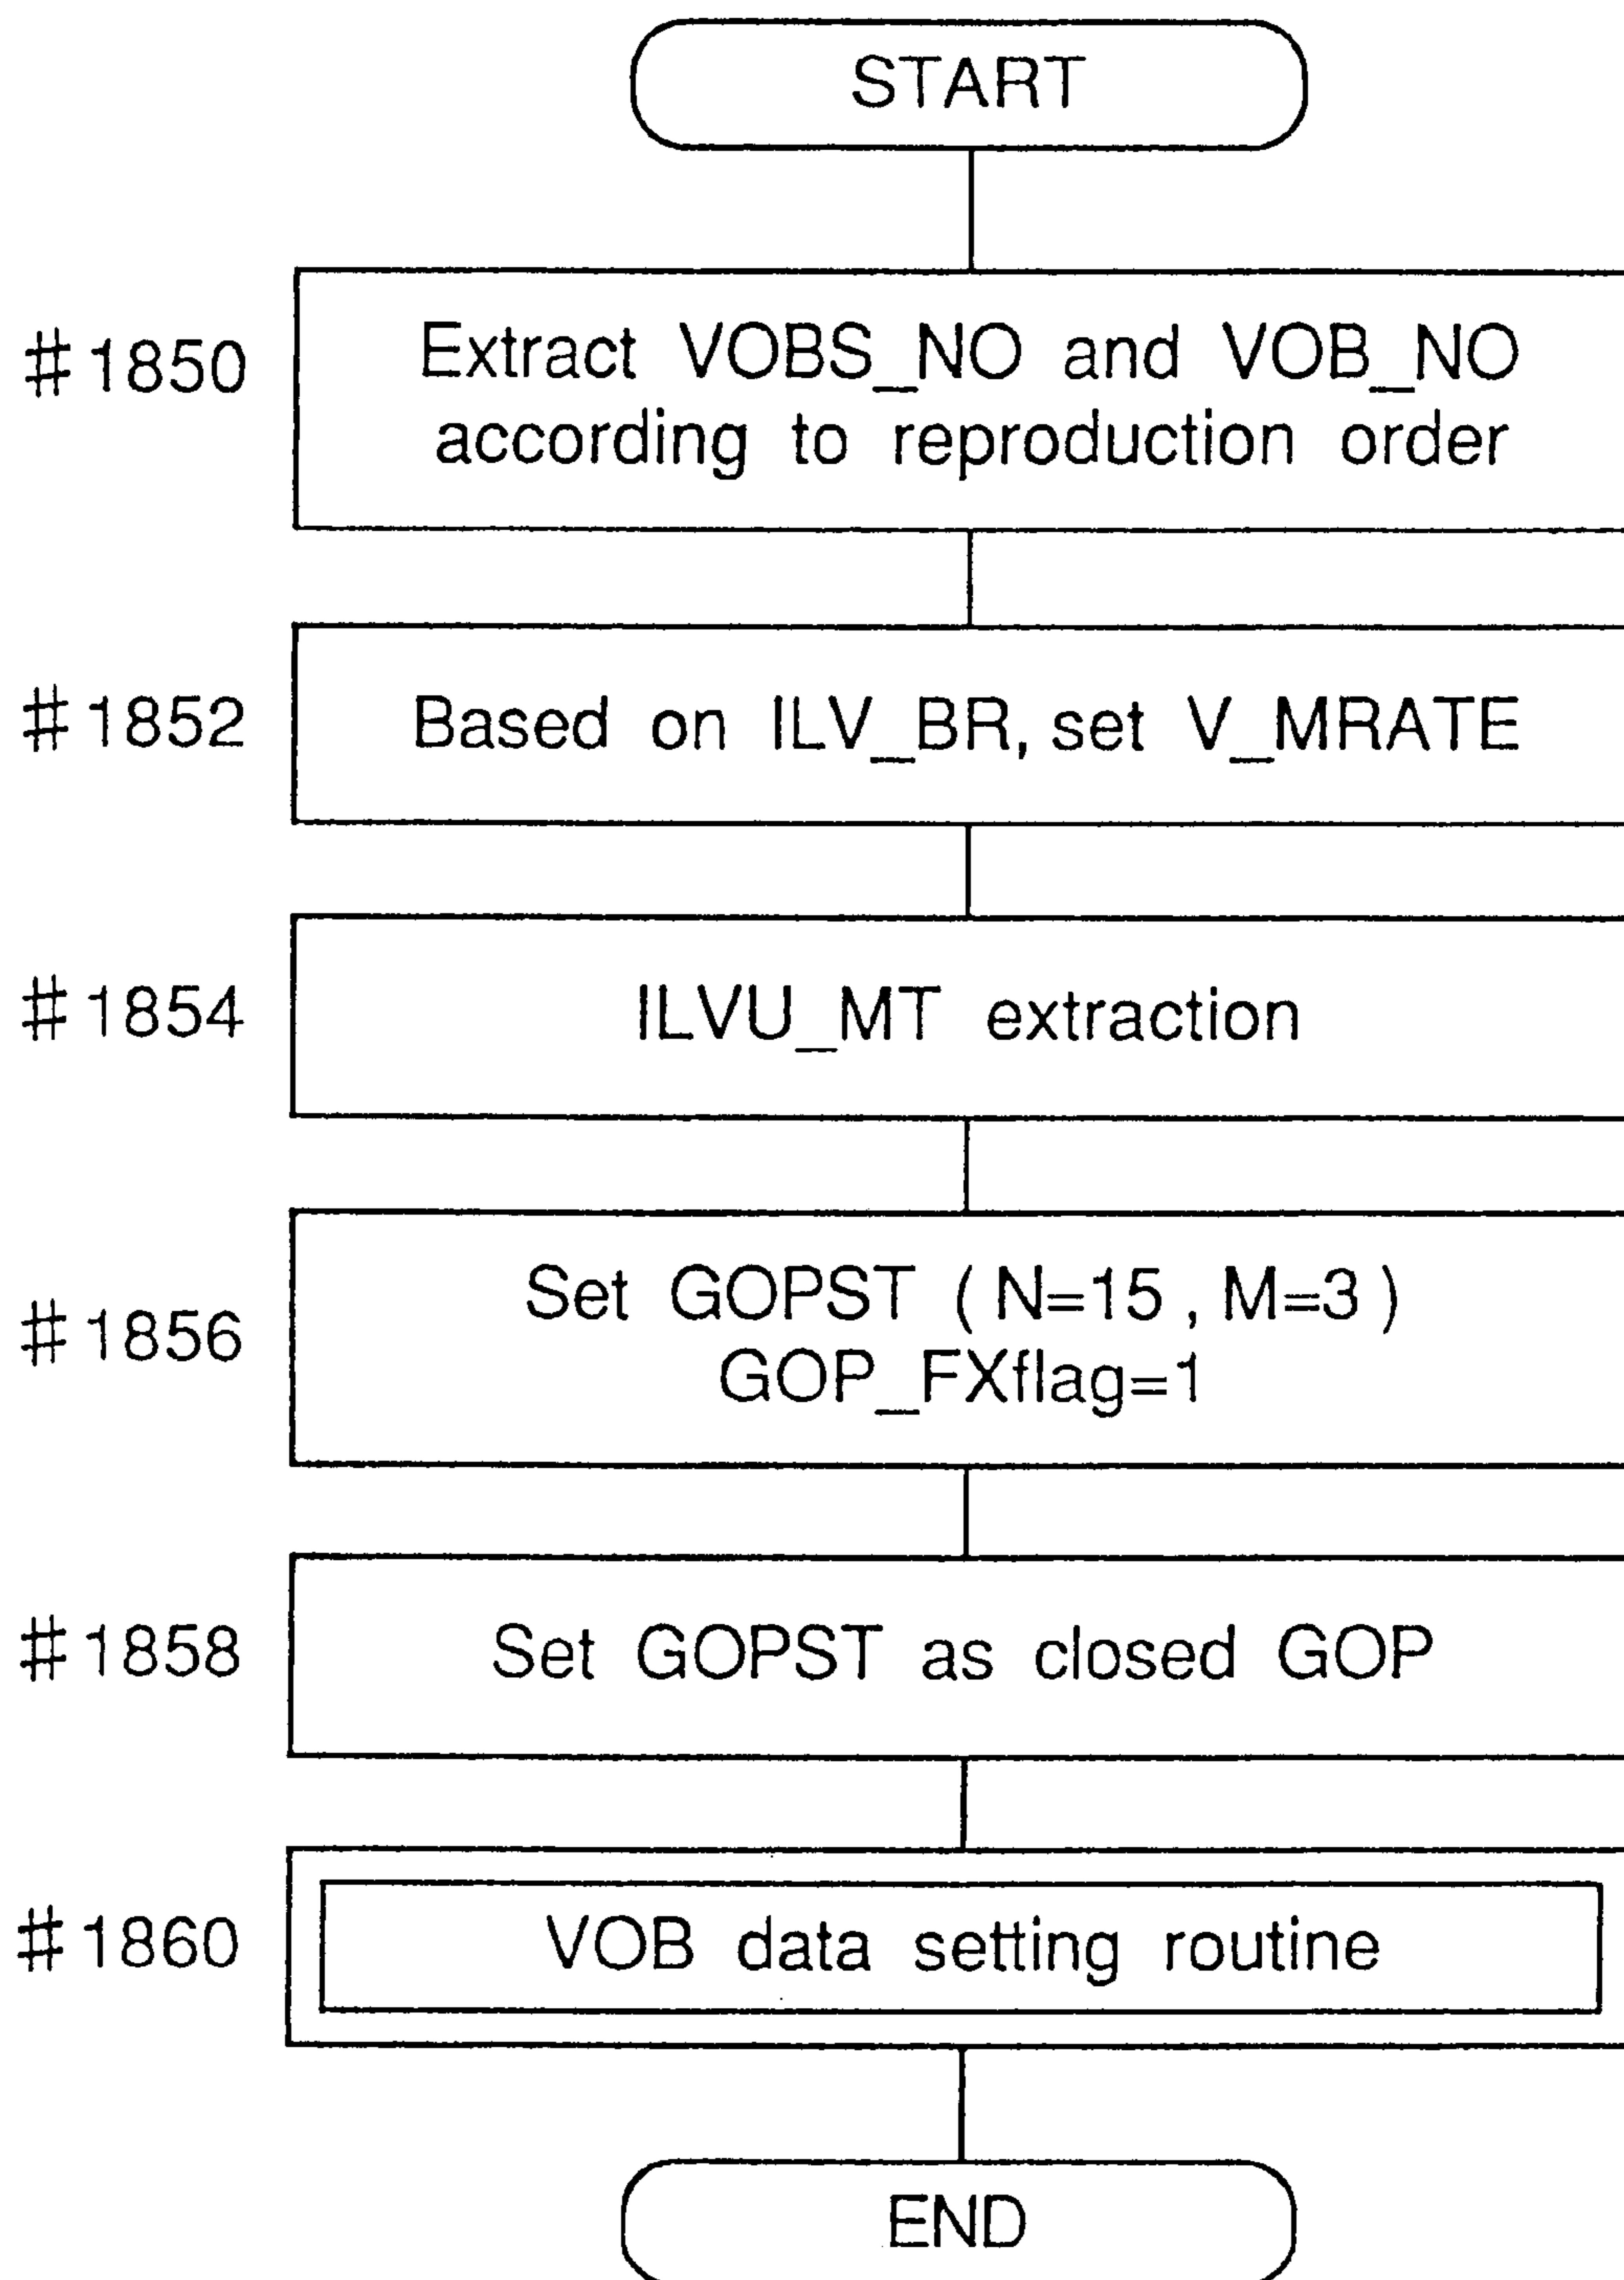 START
#1850
Extract VOBS_NO and VOB_NO
according to reproduction order
#1852
Based on ILV_BR, set V_MRATE
#1854
ILVU_MT extraction
#1856
Set GOPST ( N=15 , M=3 )
GOP_FXflag=1
#1858
Set GOPST as closed GOP
#1860
VOB data setting routine
END